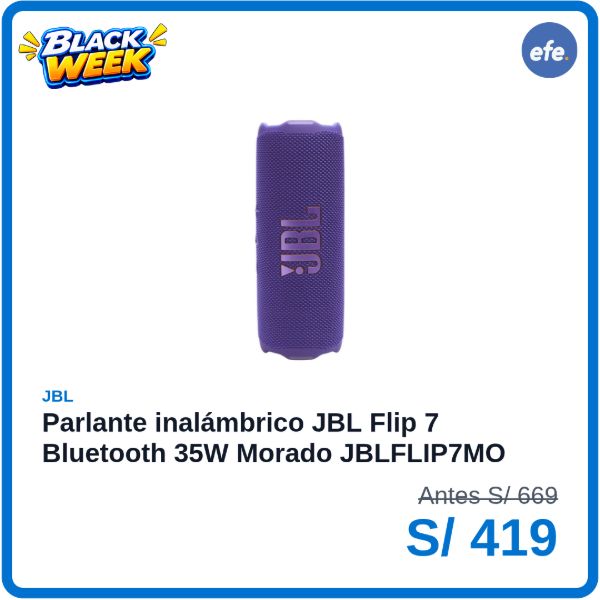 BLACK
WEEK
efe.
JBL
JBL
Parlante inalámbrico JBL Flip 7
Bluetooth 35W Morado JBLFLIP7MO
Antes S/ 669
S/ 419